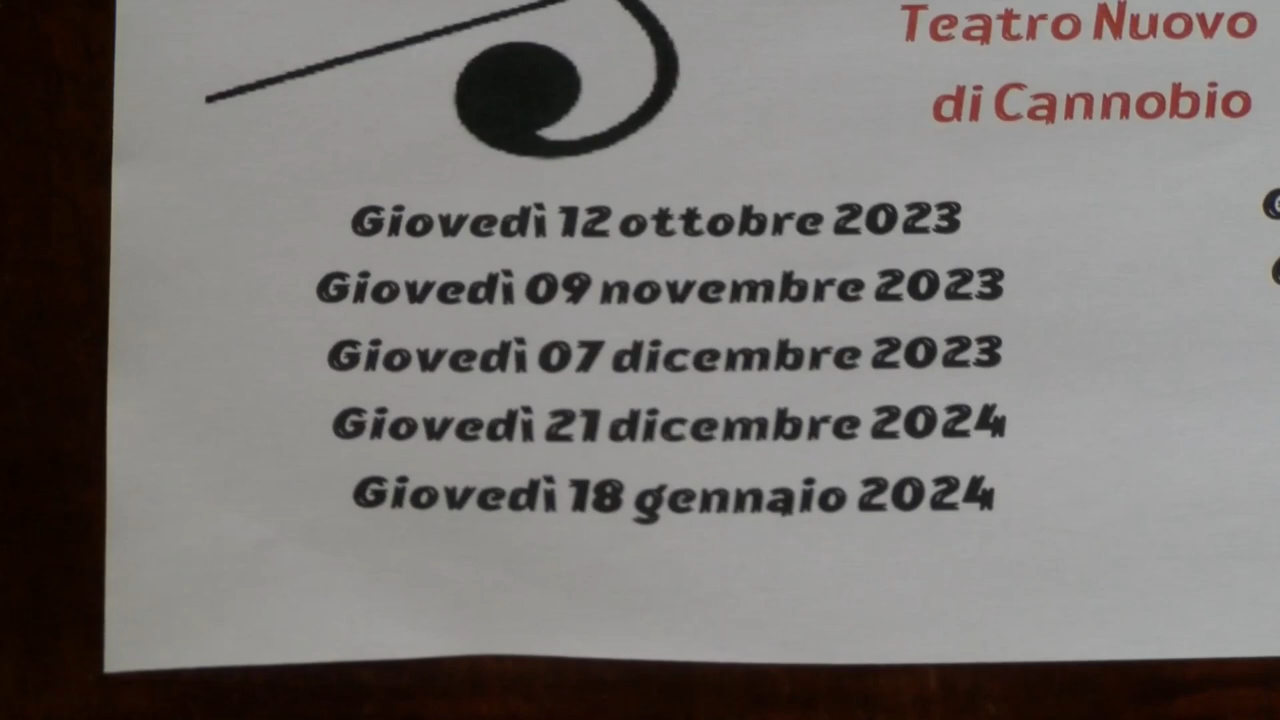 Teatro Nuovo
di Cannobio
Giovedì 12 ottobre 2023
Giovedì 09 novembre 2023
Giovedì 07 dicembre 2023
Giovedì 21 dicembre 2024
Giovedì 18 gennaio 2024